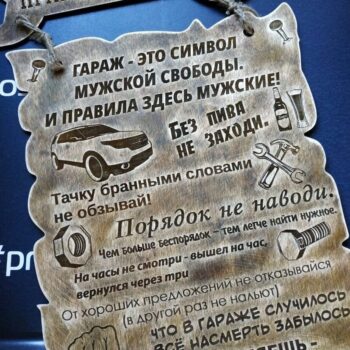 ГАРАЖ - ЭТО СИМВОЛ
МУЖСКОЙ СВОБОДЫ.
И ПРАВИЛА ЗДЕСЬ МУЖСКИЕ!
БЕЗ ПИВА
НЕ ЗАХОДИ.
Тачку бранными словами
не обзывай!
Порядок не наводи.
Чем больше беспорядок - тем легче найти нужное.
На часы не смотри - вышел на час,
вернулся через три
От хороших предложений не отказывайся
(в другой раз не нальют)
ЧТО В ГАРАЖЕ СЛУЧИЛОСЬ
ВСЁ НАСМЕРТЬ ЗАБЫЛОСЬ